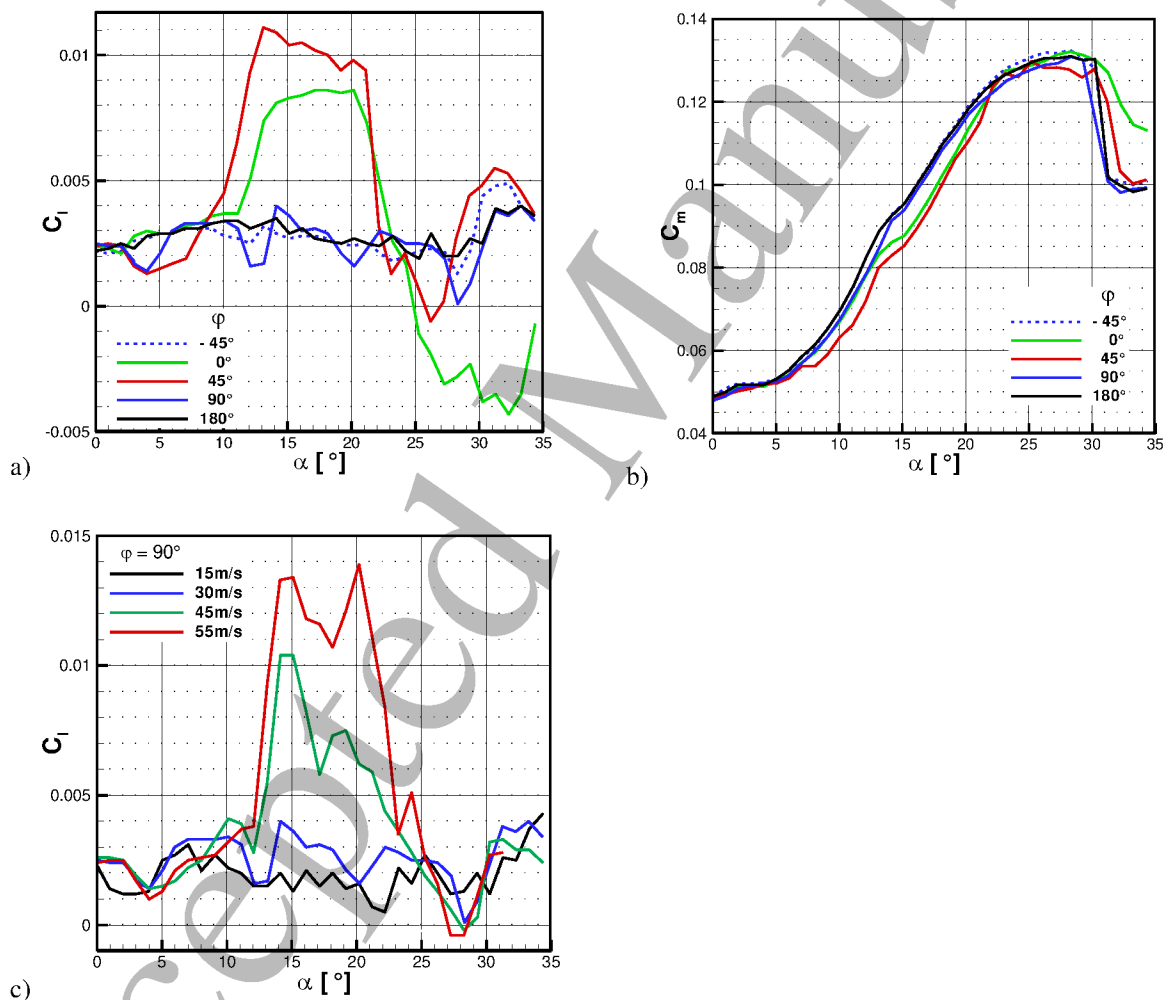 0.01
0.005
0
-0.005
C_l
φ
- 45°
0°
45°
90°
180°
0 5 10 15 20 25 30 35
α [ °]
a)
0.14
0.12
0.1
0.08
0.06
0.04
C_m
φ
- 45°
0°
45°
90°
180°
0 5 10 15 20 25 30 35
α [ °]
b)
0.015
0.01
0.005
0
C_l
φ = 90°
15m/s
30m/s
45m/s
55m/s
0 5 10 15 20 25 30 35
α [ °]
c)
cepted Manu